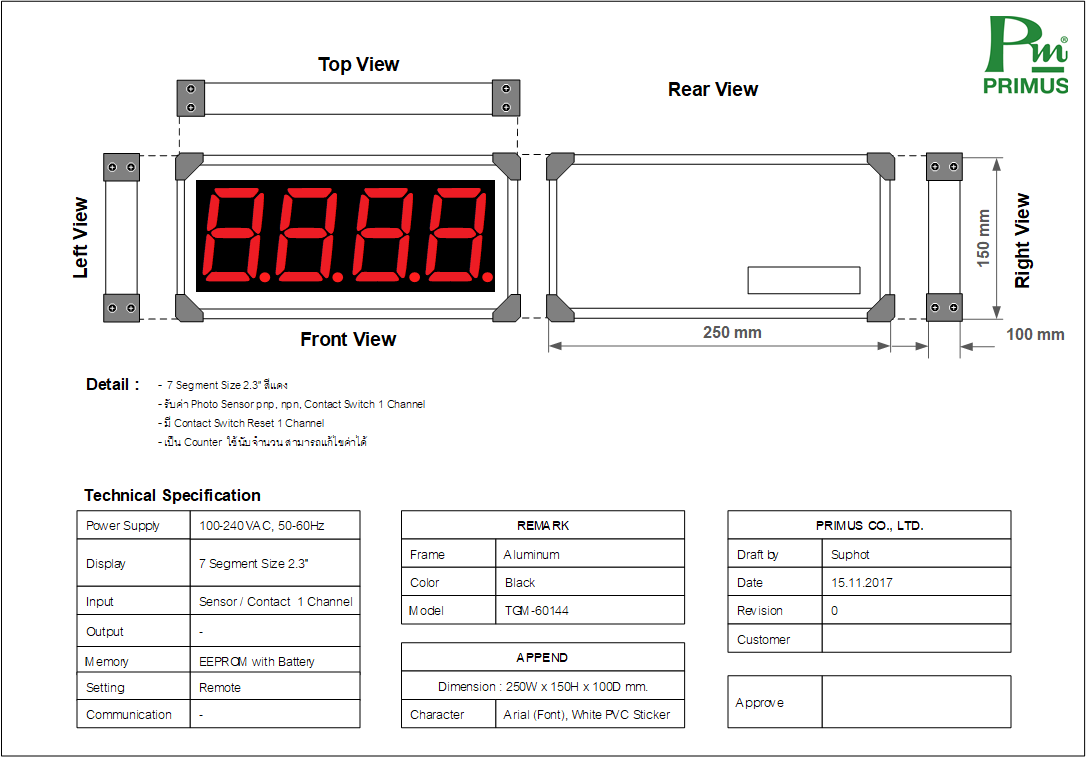 Pm®
PRIMUS
Top View
Rear View
Left View
8.8.8.8.
Right View
150 mm
Front View
250 mm
100 mm
Detail :
- 7 Segment Size 2.3" สีแดง
- รับค่า Photo Sensor pnp, npn, Contact Switch 1 Channel
- มี Contact Switch Reset 1 Channel
- เป็น Counter ใช้นับจำนวน สามารถแก้ไขค่าได้
Technical Specification
Power Supply 100-240 VAC, 50-60Hz
Display 7 Segment Size 2.3"
Input Sensor / Contact 1 Channel
Output -
Memory EEPROM with Battery
Setting Remote
Communication -
REMARK
Frame Aluminum
Color Black
Model TGM-60144
APPEND
Dimension : 250W x 150H x 100D mm.
Character Arial (Font), White PVC Sticker
PRIMUS CO., LTD.
Draft by Suphot
Date 15.11.2017
Revision 0
Customer
Approve